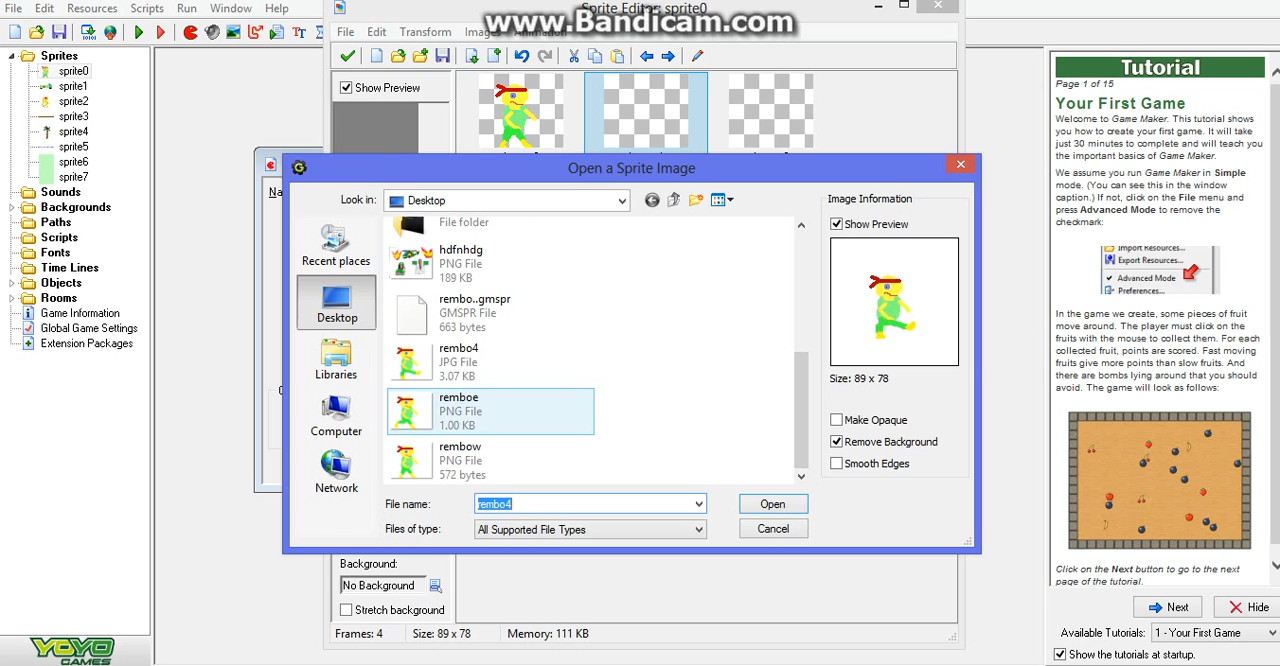 File Edit Resources Scripts Run Window Help
Sprite Editor: sprite0
www.Bandicam.com
File Edit Transform Images Animation
Show Preview
Sprites
sprite0
sprite1
sprite2
sprite3
sprite4
sprite5
sprite6
sprite7
Sounds
Backgrounds
Paths
Scripts
Fonts
Time Lines
Objects
Rooms
Game Information
Global Game Settings
Extension Packages
YOYO
GAMES
Open a Sprite Image
Look in: Desktop
Recent places
Desktop
Libraries
Computer
Network
File folder
hdfnhdg
PNG File
189 KB
rembo..gmspr
GMSPR File
663 bytes
rembo4
JPG File
3.07 KB
remboe
PNG File
1.00 KB
rembow
PNG File
572 bytes
File name: rembo4
Files of type: All Supported File Types
Open
Cancel
Image Information
Show Preview
Size: 89 x 78
Make Opaque
Remove Background
Smooth Edges
Background:
No Background
Stretch background
Frames: 4 Size: 89 x 78 Memory: 111 KB
Tutorial
Page 1 of 15
Your First Game
Welcome to Game Maker. This tutorial shows
you how to create your first game. It will take
just 30 minutes to complete and will teach you
the important basics of Game Maker.
We assume you run Game Maker in Simple
mode. (You can see this in the window
caption.) If not, click on the File menu and
press Advanced Mode to remove the
checkmark:
Import Resources...
Export Resources...
Advanced Mode
Preferences...
In the game we create, some pieces of fruit
move around. The player must click on the
fruits with the mouse to collect them. For each
collected fruit, points are scored. Fast moving
fruits give more points than slow fruits. And
there are bombs lying around that you should
avoid. The game will look as follows:
Click on the Next button to go to the next
page of the tutorial.
Next Hide
Available Tutorials: 1 - Your First Game
Show the tutorials at startup.